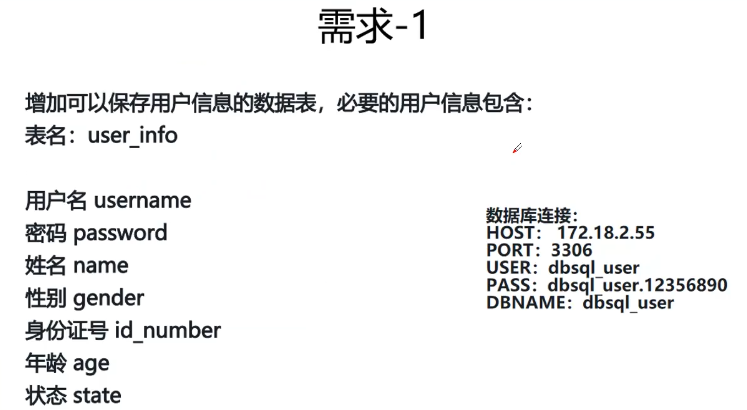 需求-1
增加可以保存用户信息的数据表，必要的用户信息包含：
表名：user_info
用户名 username
密码 password
姓名 name
性别 gender
身份证号 id_number
年龄 age
状态 state
数据库连接：
HOST： 172.18.2.55
PORT：3306
USER：dbsql_user
PASS：dbsql_user.12356890
DBNAME：dbsql_user